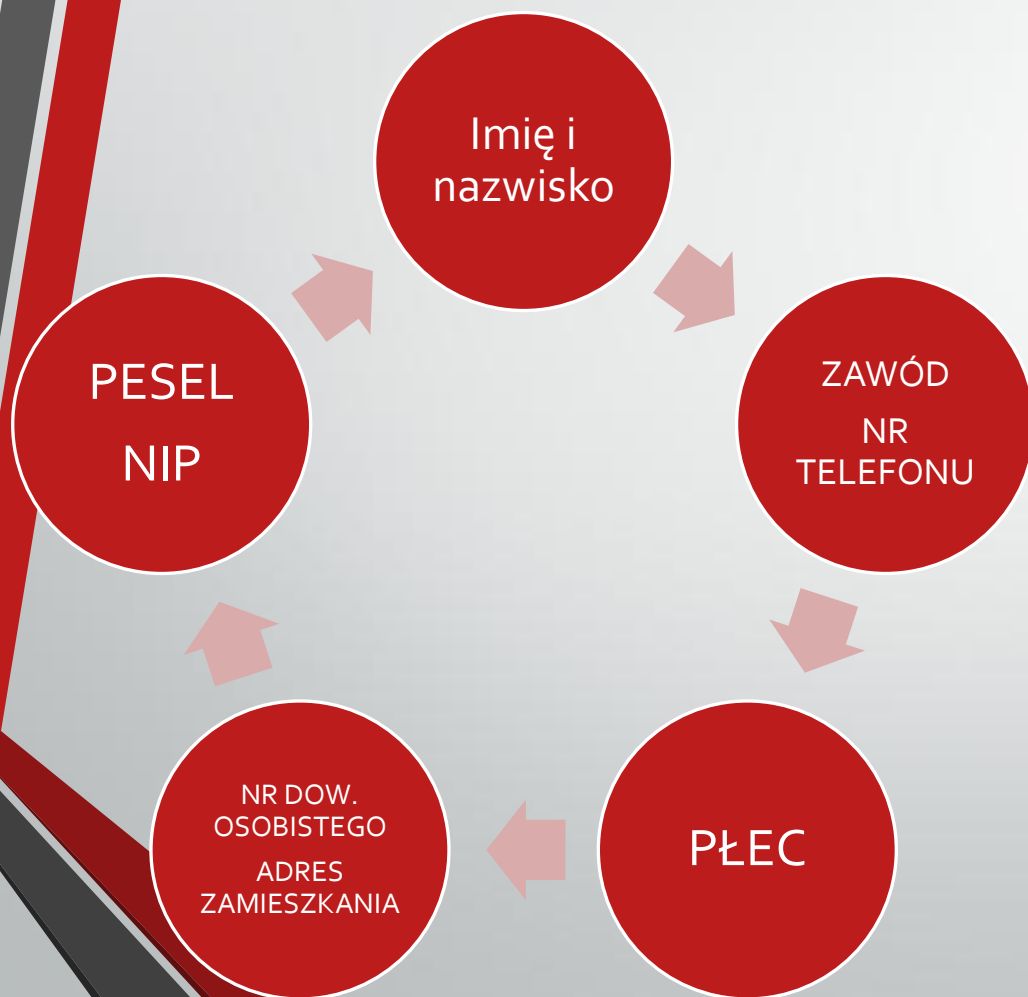 Imię i
nazwisko
ZAWÓD
NR
TELEFONU
PŁEC
NR DOW.
OSOBISTEGO
ADRES
ZAMIESZKANIA
PESEL
NIP